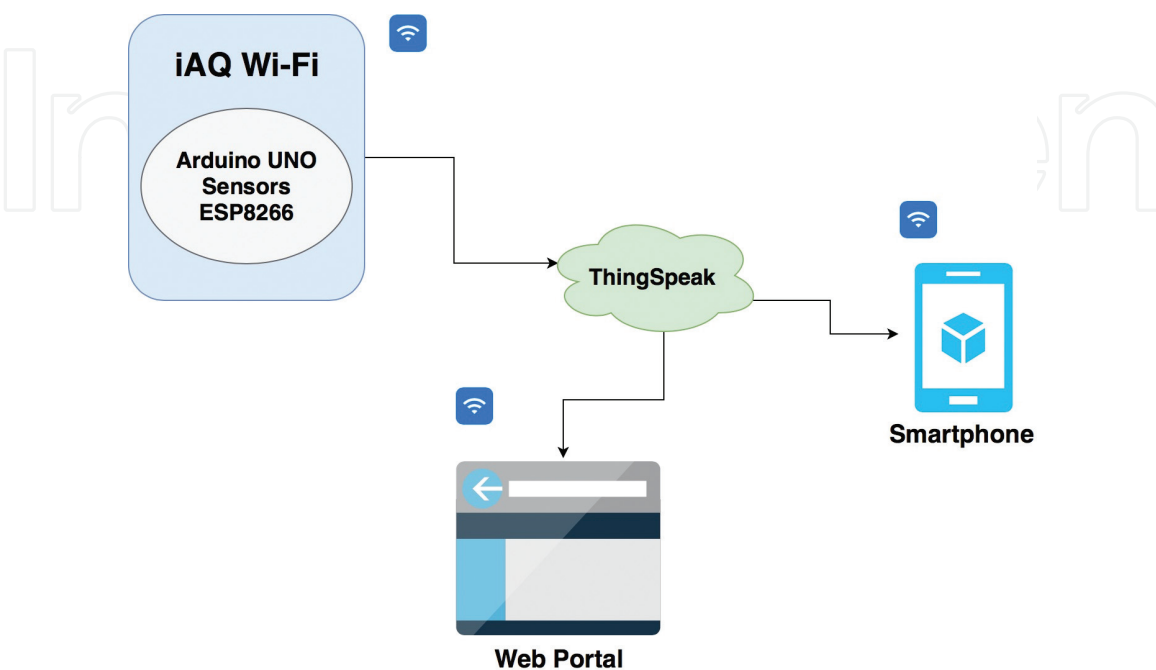 iAQ Wi-Fi
Arduino UNO
Sensors
ESP8266
ThingSpeak
Smartphone
Web Portal